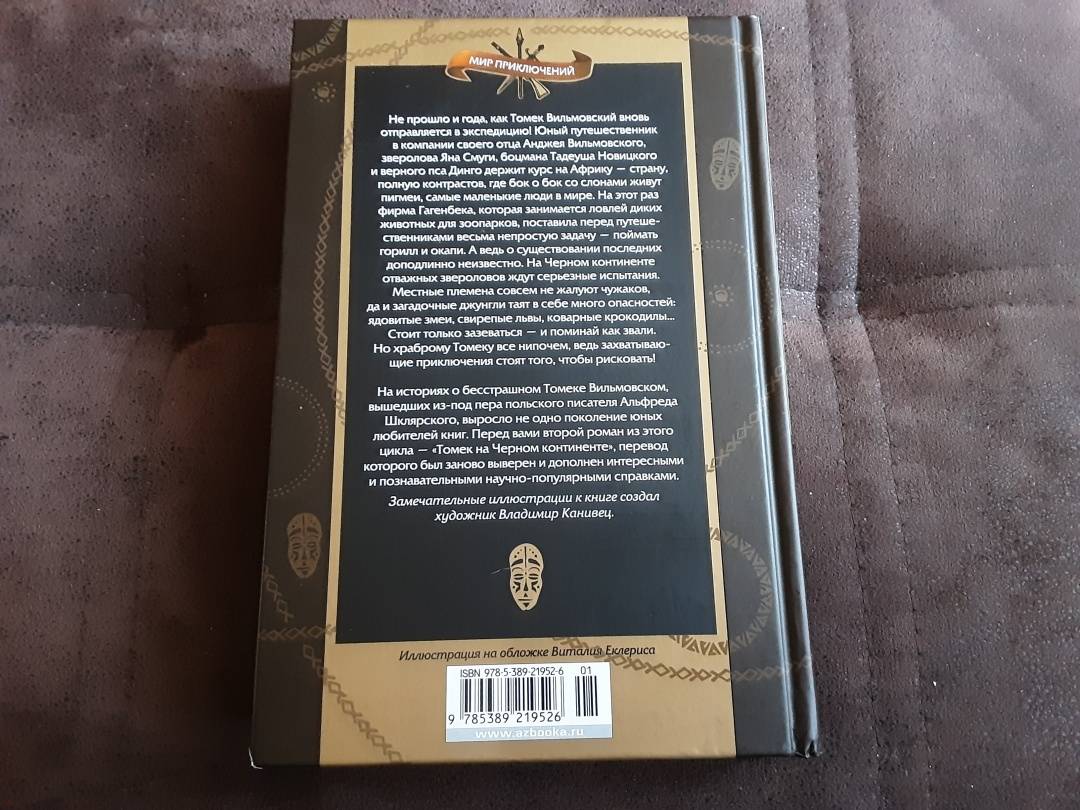 МИР ПРИКЛЮЧЕНИЙ
Не прошло и года, как Томек Вильмовский вновь
отправляется в экспедицию! Юный путешественник
в компании своего отца Анджея Вильмовского,
зверолова Яна Смуги, боцмана Тадеуша Новицкого
и верного пса Динго держит курс на Африку — страну,
полную контрастов, где бок о бок со слонами живут
пигмеи, самые маленькие люди в мире. На этот раз
фирма Гагенбека, которая занимается ловлей диких
животных для зоопарков, поставила перед путеше-
ственниками весьма непростую задачу — поймать
горилл и окапи. А ведь о существовании последних
доподлинно неизвестно. На Черном континенте
отважных звероловов ждут серьезные испытания.
Местные племена совсем не жалуют чужаков,
да и загадочные джунгли таят в себе много опасностей:
ядовитые змеи, свирепые львы, коварные крокодилы...
Стоит только зазеваться — и поминай как звали.
Но храброму Томеку все нипочем, ведь захватываю-
щие приключения стоят того, чтобы рисковать!
На историях о бесстрашном Томеке Вильмовском,
вышедших из-под пера польского писателя Альфреда
Шклярского, выросло не одно поколение юных
любителей книг. Перед вами второй роман из этого
цикла — «Томек на Черном континенте», перевод
которого был заново выверен и дополнен интересными
и познавательными научно-популярными справками.
Замечательные иллюстрации к книге создал
художник Владимир Канивец.
Иллюстрация на обложке Виталия Еклериса
ISBN 978-5-389-21952-6 01
9 785389 219526
www.azbooka.ru